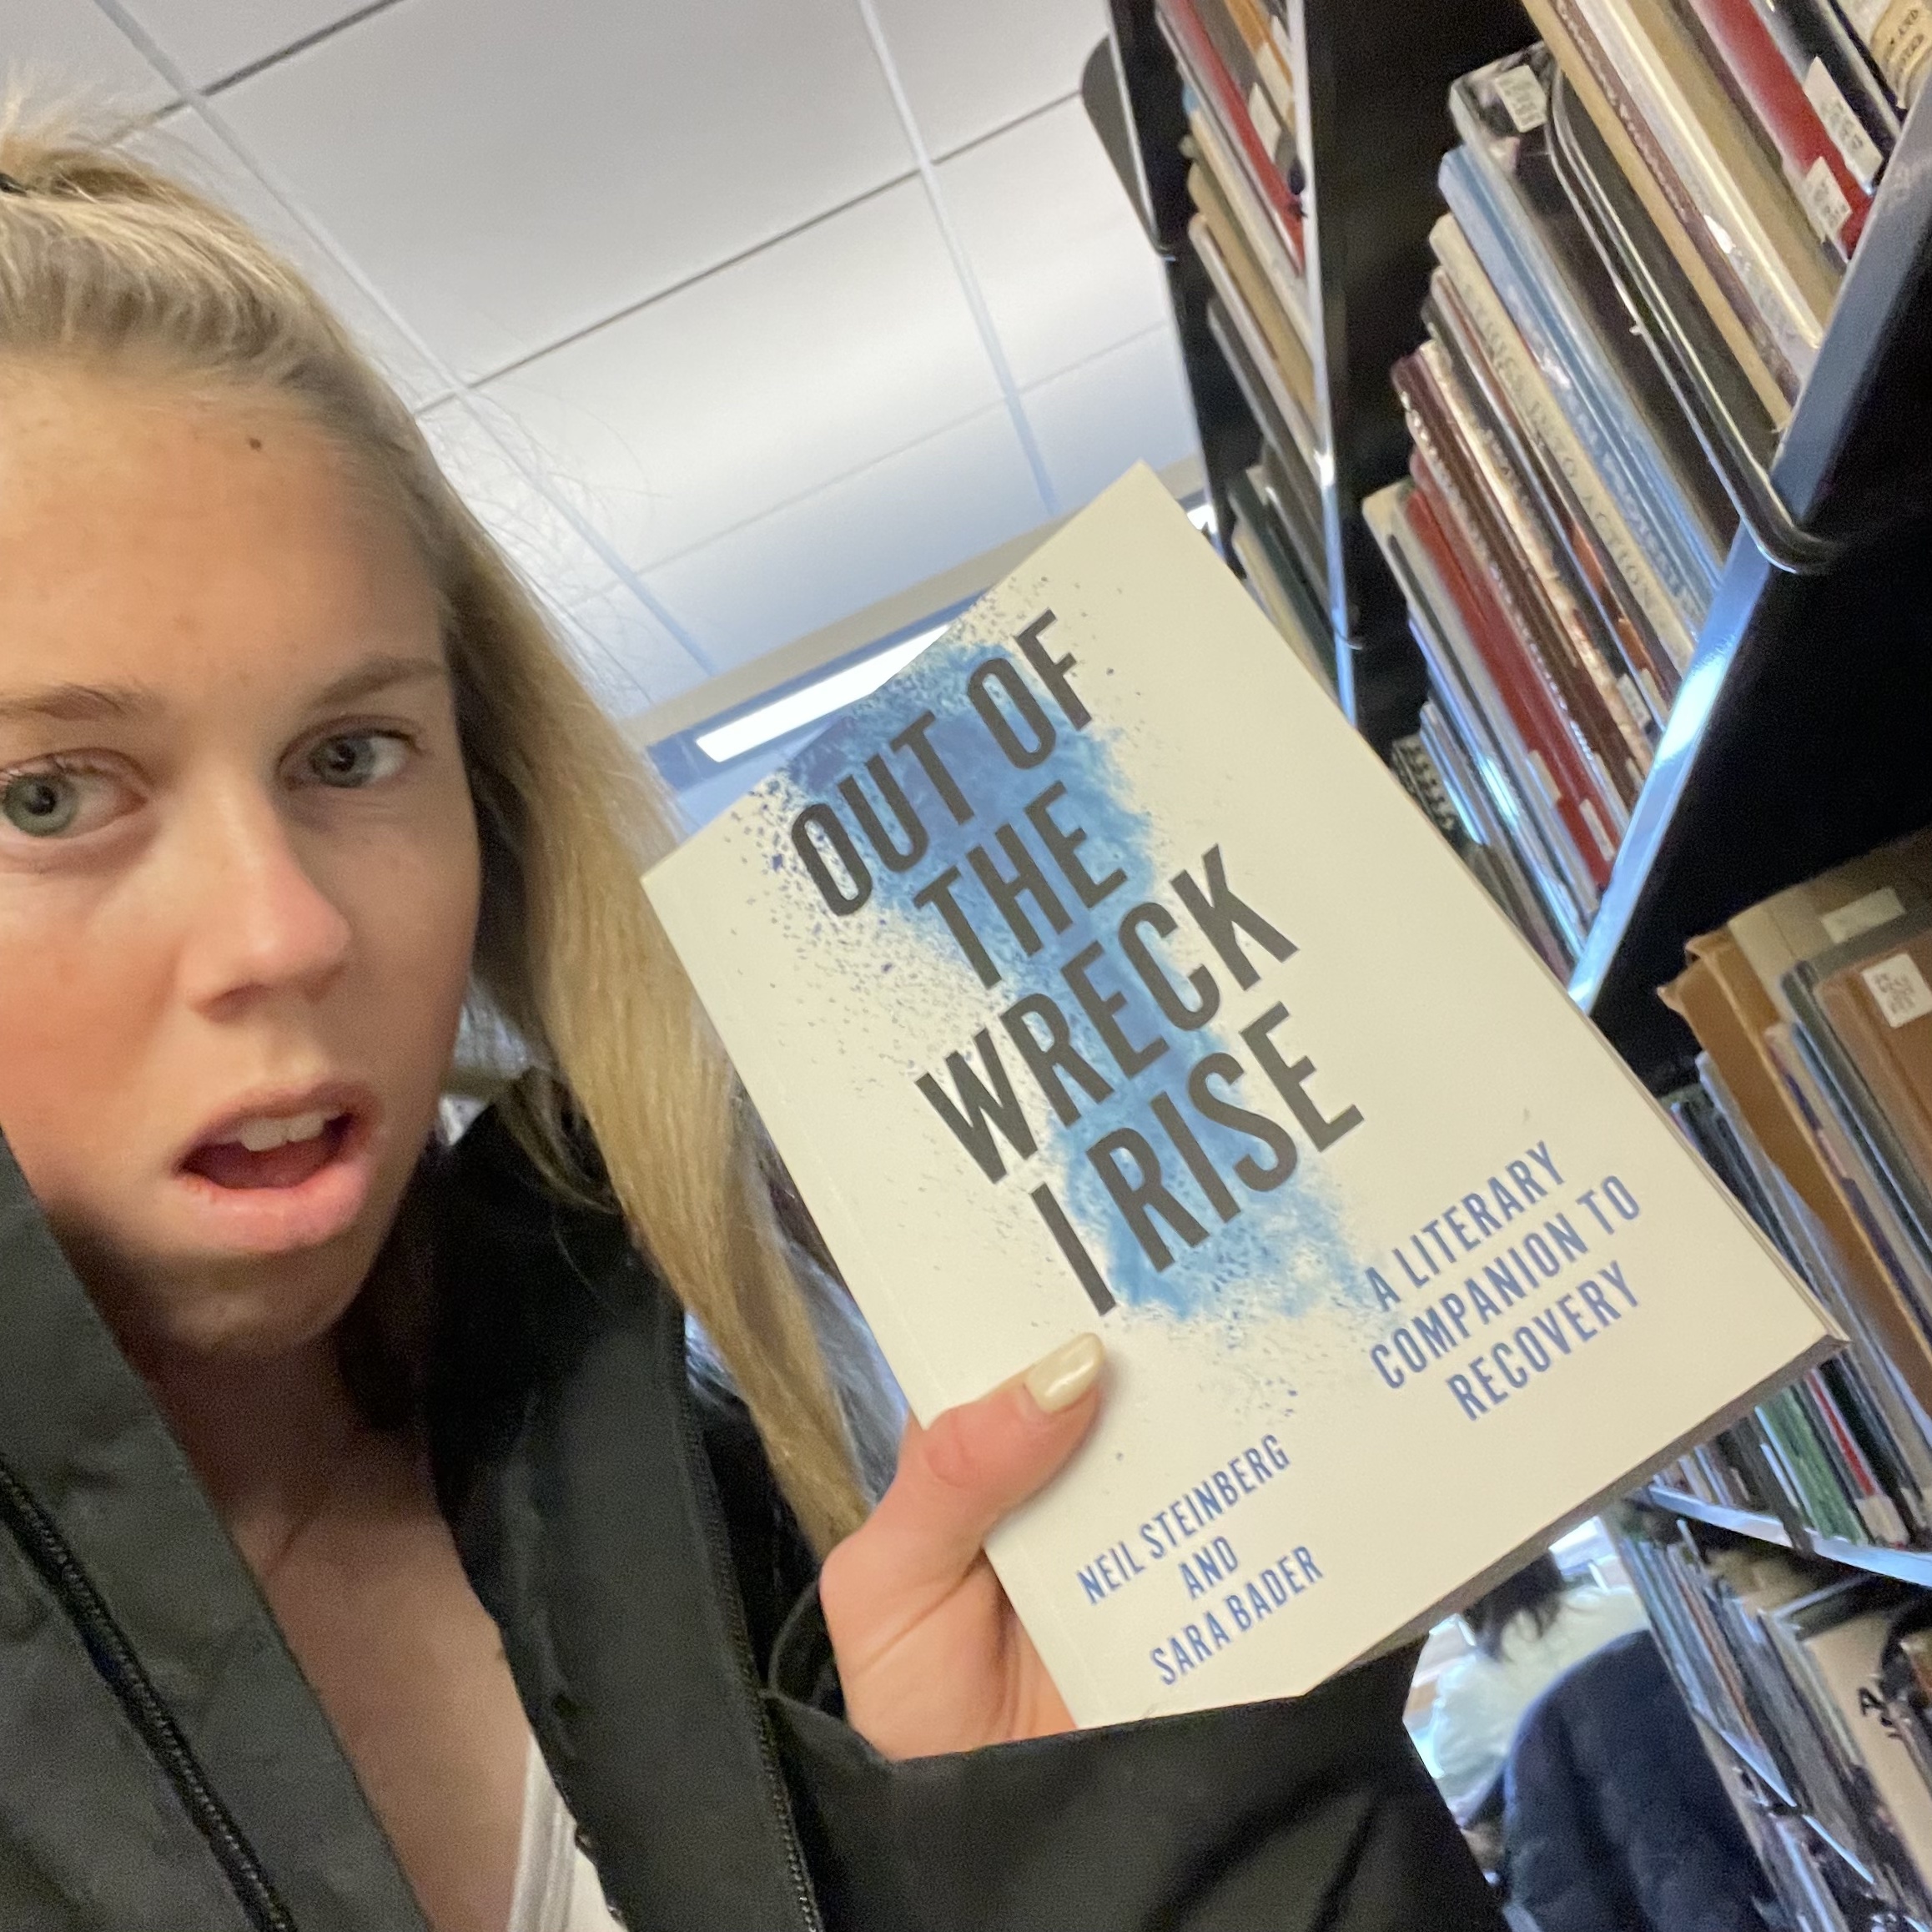 OUT OF
THE
WRECK
I RISE
A LITERARY
COMPANION TO
RECOVERY
NEIL STEINBERG
AND
SARA BADER